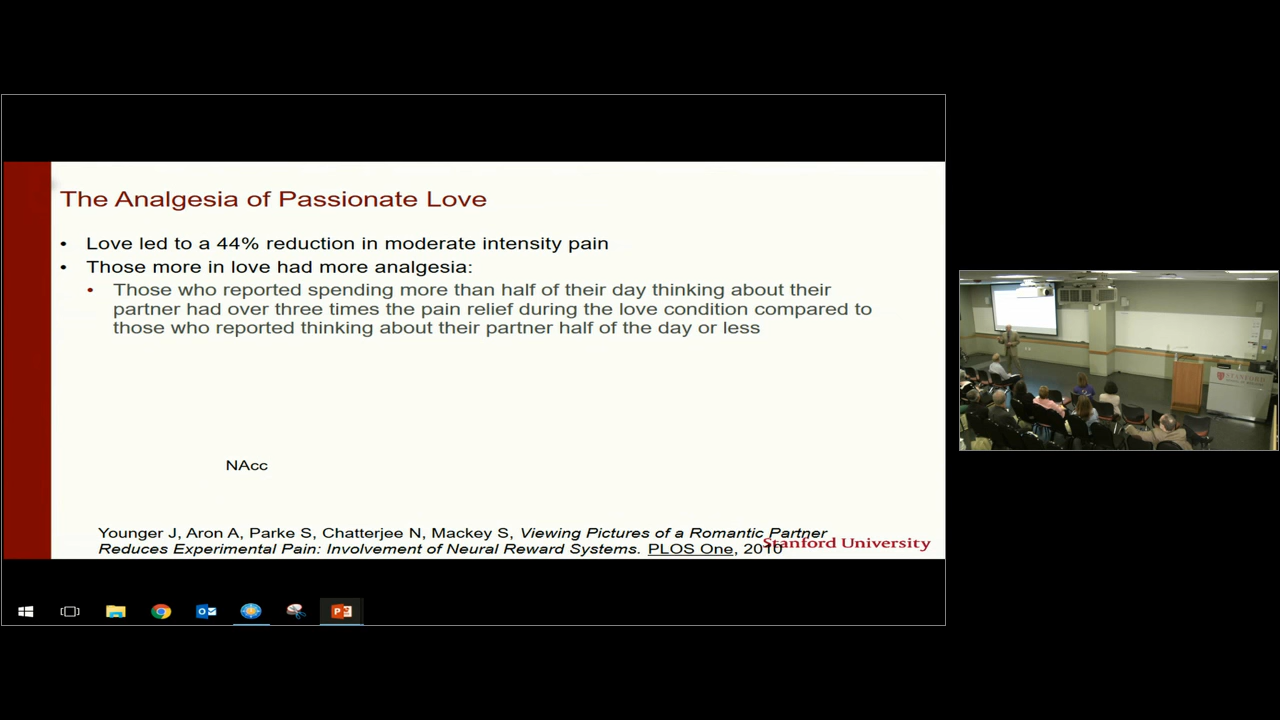 The Analgesia of Passionate Love
• Love led to a 44% reduction in moderate intensity pain
• Those more in love had more analgesia:
• Those who reported spending more than half of their day thinking about their
partner had over three times the pain relief during the love condition compared to
those who reported thinking about their partner half of the day or less
NAcc
Younger J, Aron A, Parke S, Chatterjee N, Mackey S, Viewing Pictures of a Romantic Partner
Reduces Experimental Pain: Involvement of Neural Reward Systems. PLOS One, 2010
Stanford University
STANFORD